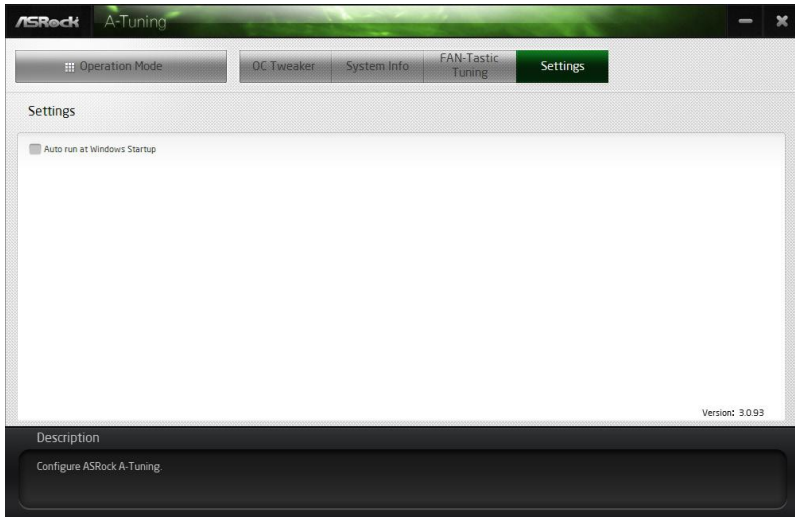 ASRock A-Tuning
Operation Mode OC Tweaker System Info FAN-Tastic Tuning Settings
Settings
Auto run at Windows Startup
Version: 3.0.93
Description
Configure ASRock A-Tuning.